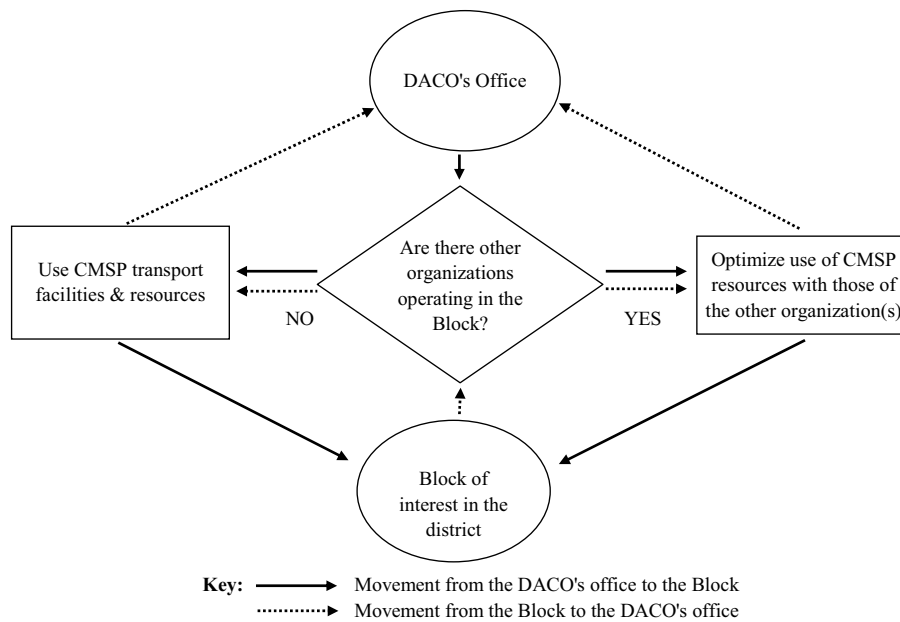 DACO's Office
Are there other
organizations
operating in the
Block?
Use CMSP transport
facilities & resources
Optimize use of CMSP
resources with those of
the other organization(s)
NO
YES
Block of
interest in the
district
Key:
Movement from the DACO's office to the Block
Movement from the Block to the DACO's office